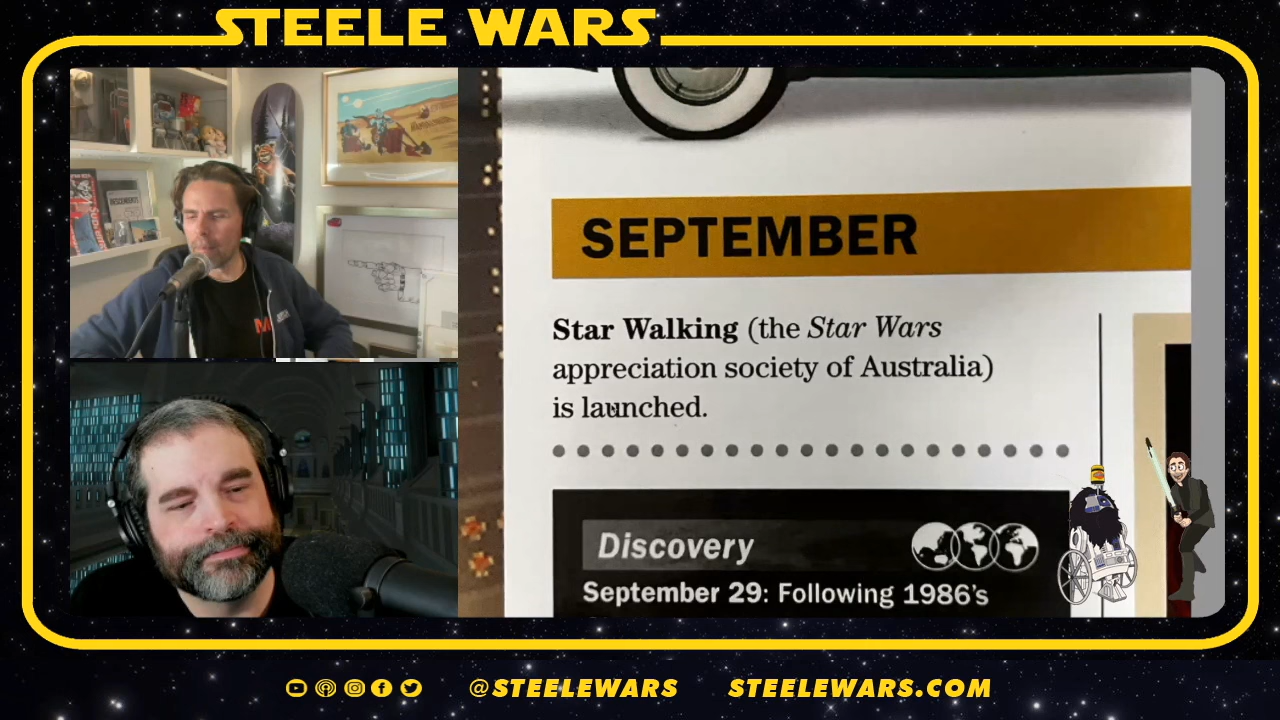 STEELE WARS
SEPTEMBER
Star Walking (the Star Wars
appreciation society of Australia)
is launched.
Discovery
September 29: Following 1986's
DESCENDENTS
@STEELEWARS
STEELEWARS.COM